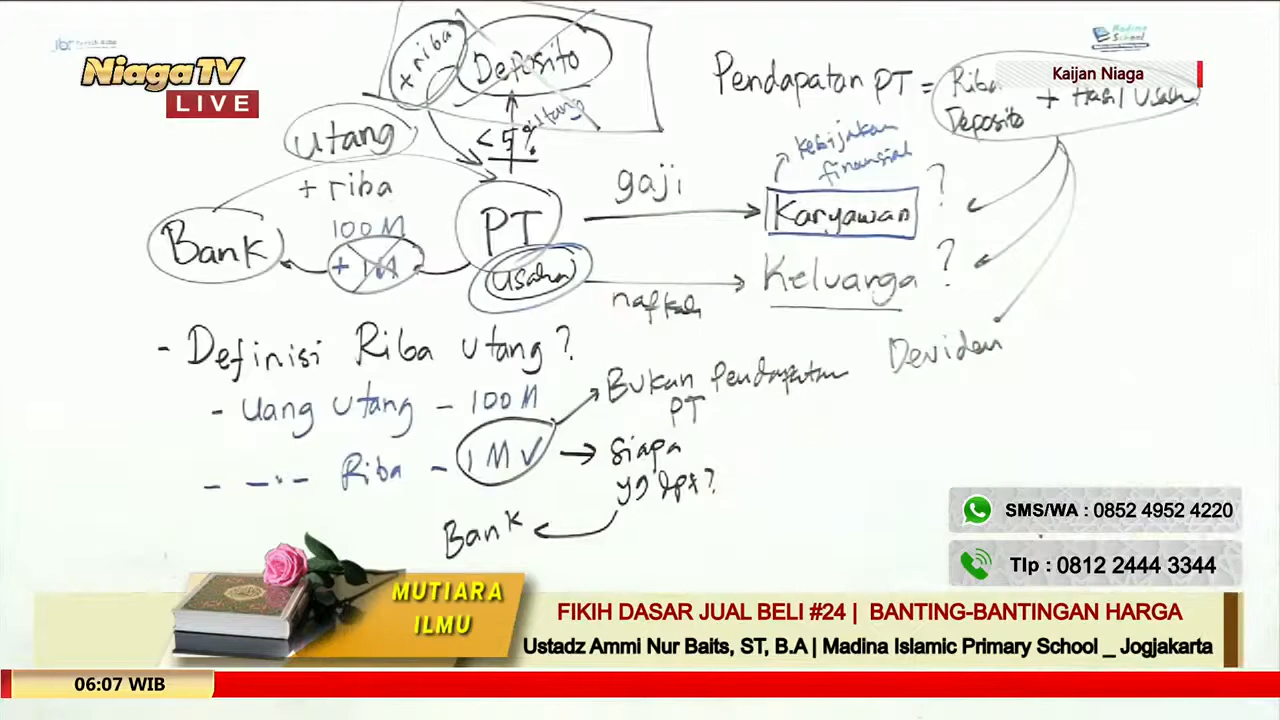 NiagaTV
LIVE
Madina
School
Kaijan Niaga
+ riba
Deposito
Pendapatan PT = Riba
Deposito + Hasil Usaha
utang
< 5%
kebijakan
finansial
+ riba
100 M
+ 1M
Bank
PT
usaha
gaji
Karyawan ?
nafkah
Keluarga ?
Deviden
- Definisi Riba utang ?
- Uang utang - 100 M
Bukan pendapatan
PT
Riba - 1 M
Siapa
yg dpt?
Bank
SMS/WA : 0852 4952 4220
Tlp : 0812 2444 3344
MUTIARA
ILMU
FIKIH DASAR JUAL BELI #24 | BANTING-BANTINGAN HARGA
Ustadz Ammi Nur Baits, ST, B.A | Madina Islamic Primary School _ Jogjakarta
06:07 WIB